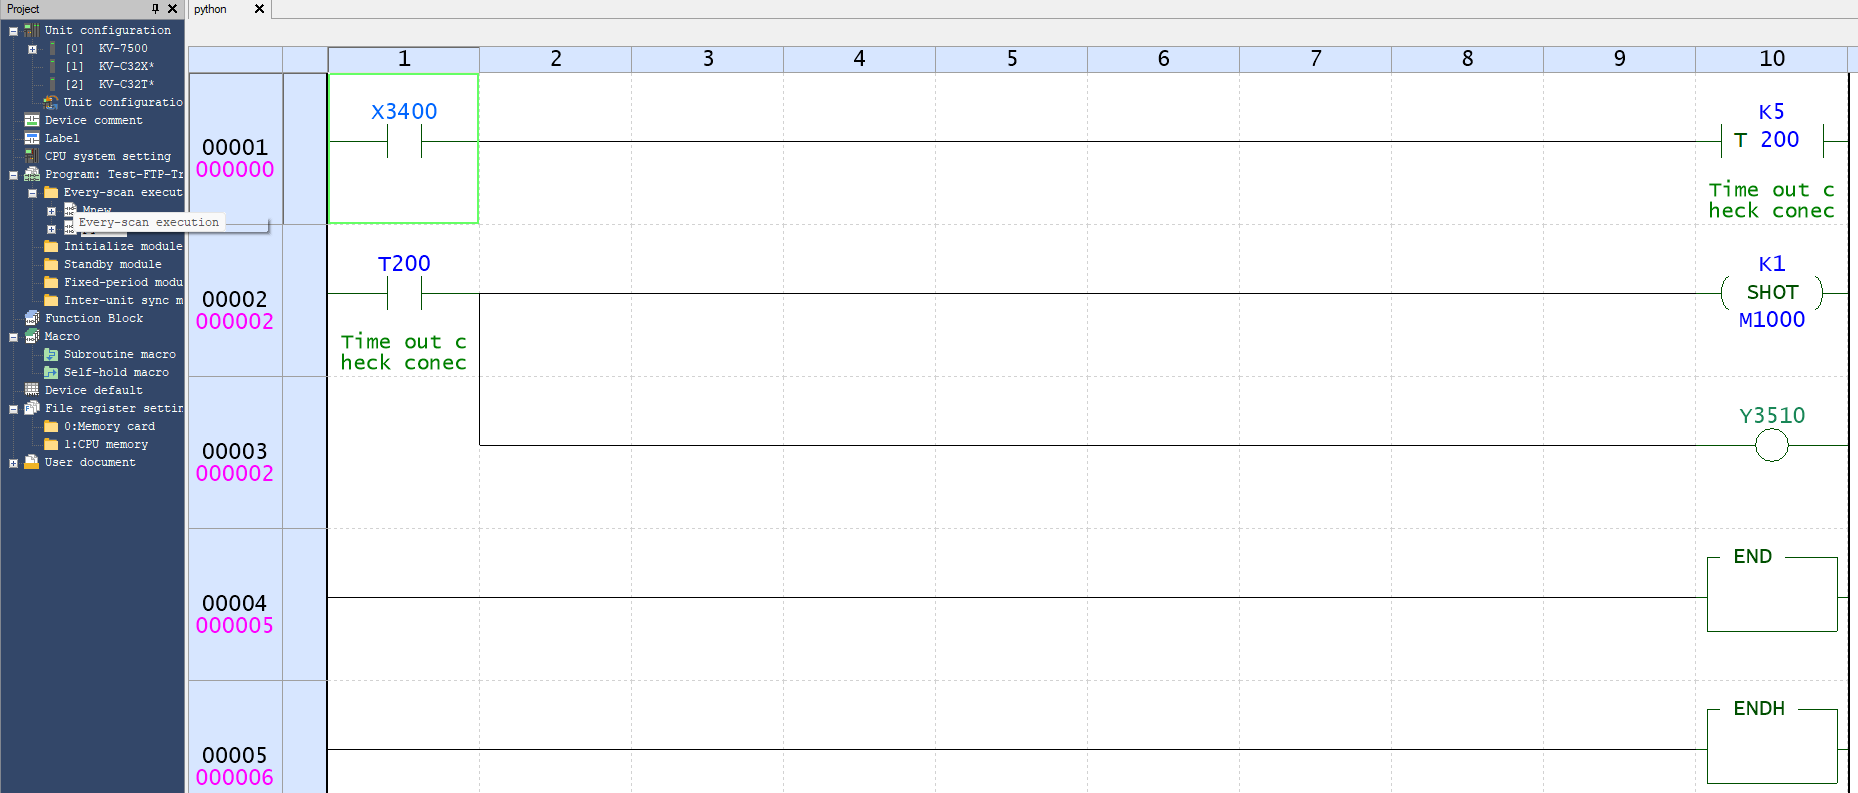 Project
python
Unit configuration
[0] KV-7500
[1] KV-C32X*
[2] KV-C32T*
Unit configuratio
Device comment
Label
CPU system setting
Program: Test-FTP-Tr
Every-scan execut
Mnew
Every-scan execution
Initialize module
Standby module
Fixed-period modu
Inter-unit sync m
Function Block
Macro
Subroutine macro
Self-hold macro
Device default
File register settin
0:Memory card
1:CPU memory
User document
1 2 3 4 5 6 7 8 9 10
00001
000000
X3400
K5
T 200
Time out c
heck conec
00002
000002
T200
Time out c
heck conec
K1
SHOT
M1000
00003
000002
Y3510
00004
000005
END
00005
000006
ENDH